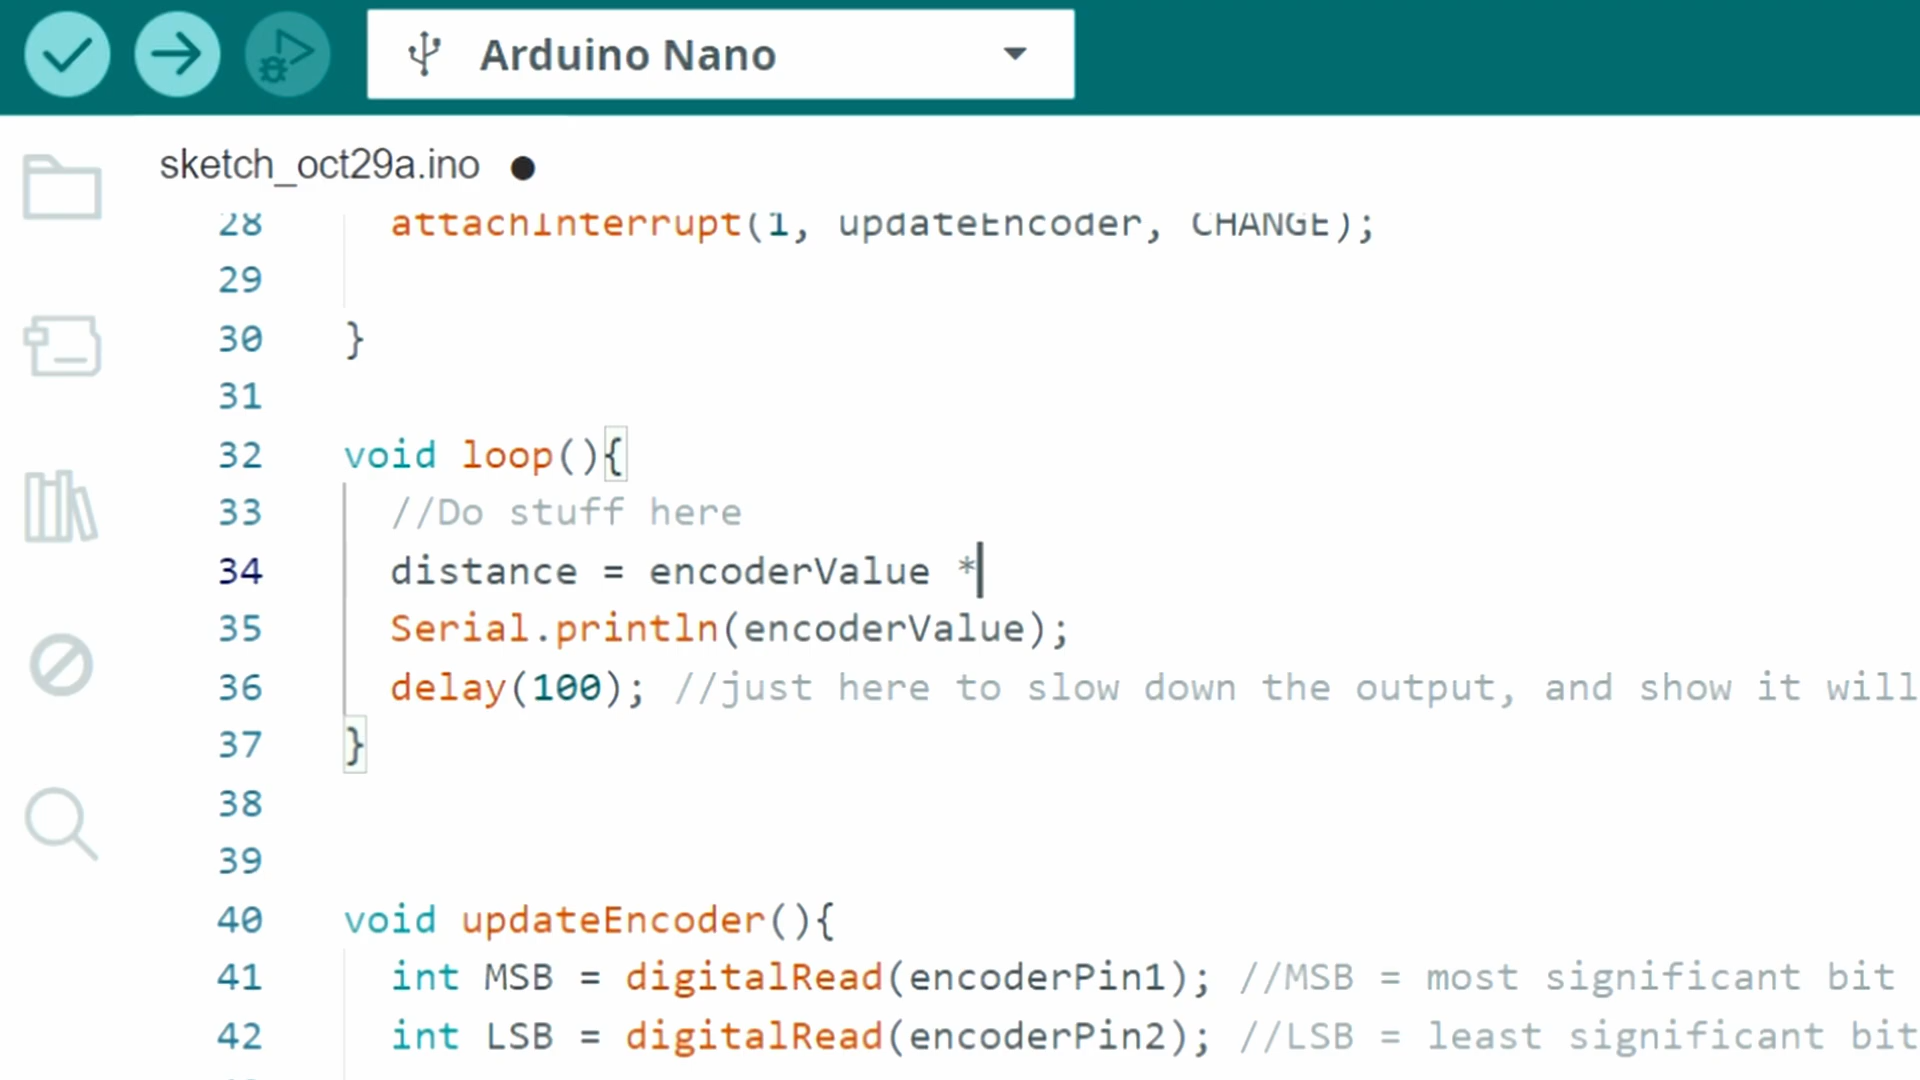 Arduino Nano
sketch_oct29a.ino
28 attachInterrupt(1, updateEncoder, CHANGE);
29
30 }
31
32 void loop(){
33 //Do stuff here
34 distance = encoderValue *
35 Serial.println(encoderValue);
36 delay(100); //just here to slow down the output, and show it will
37 }
38
39
40 void updateEncoder(){
41 int MSB = digitalRead(encoderPin1); //MSB = most significant bit
42 int LSB = digitalRead(encoderPin2); //LSB = least significant bit